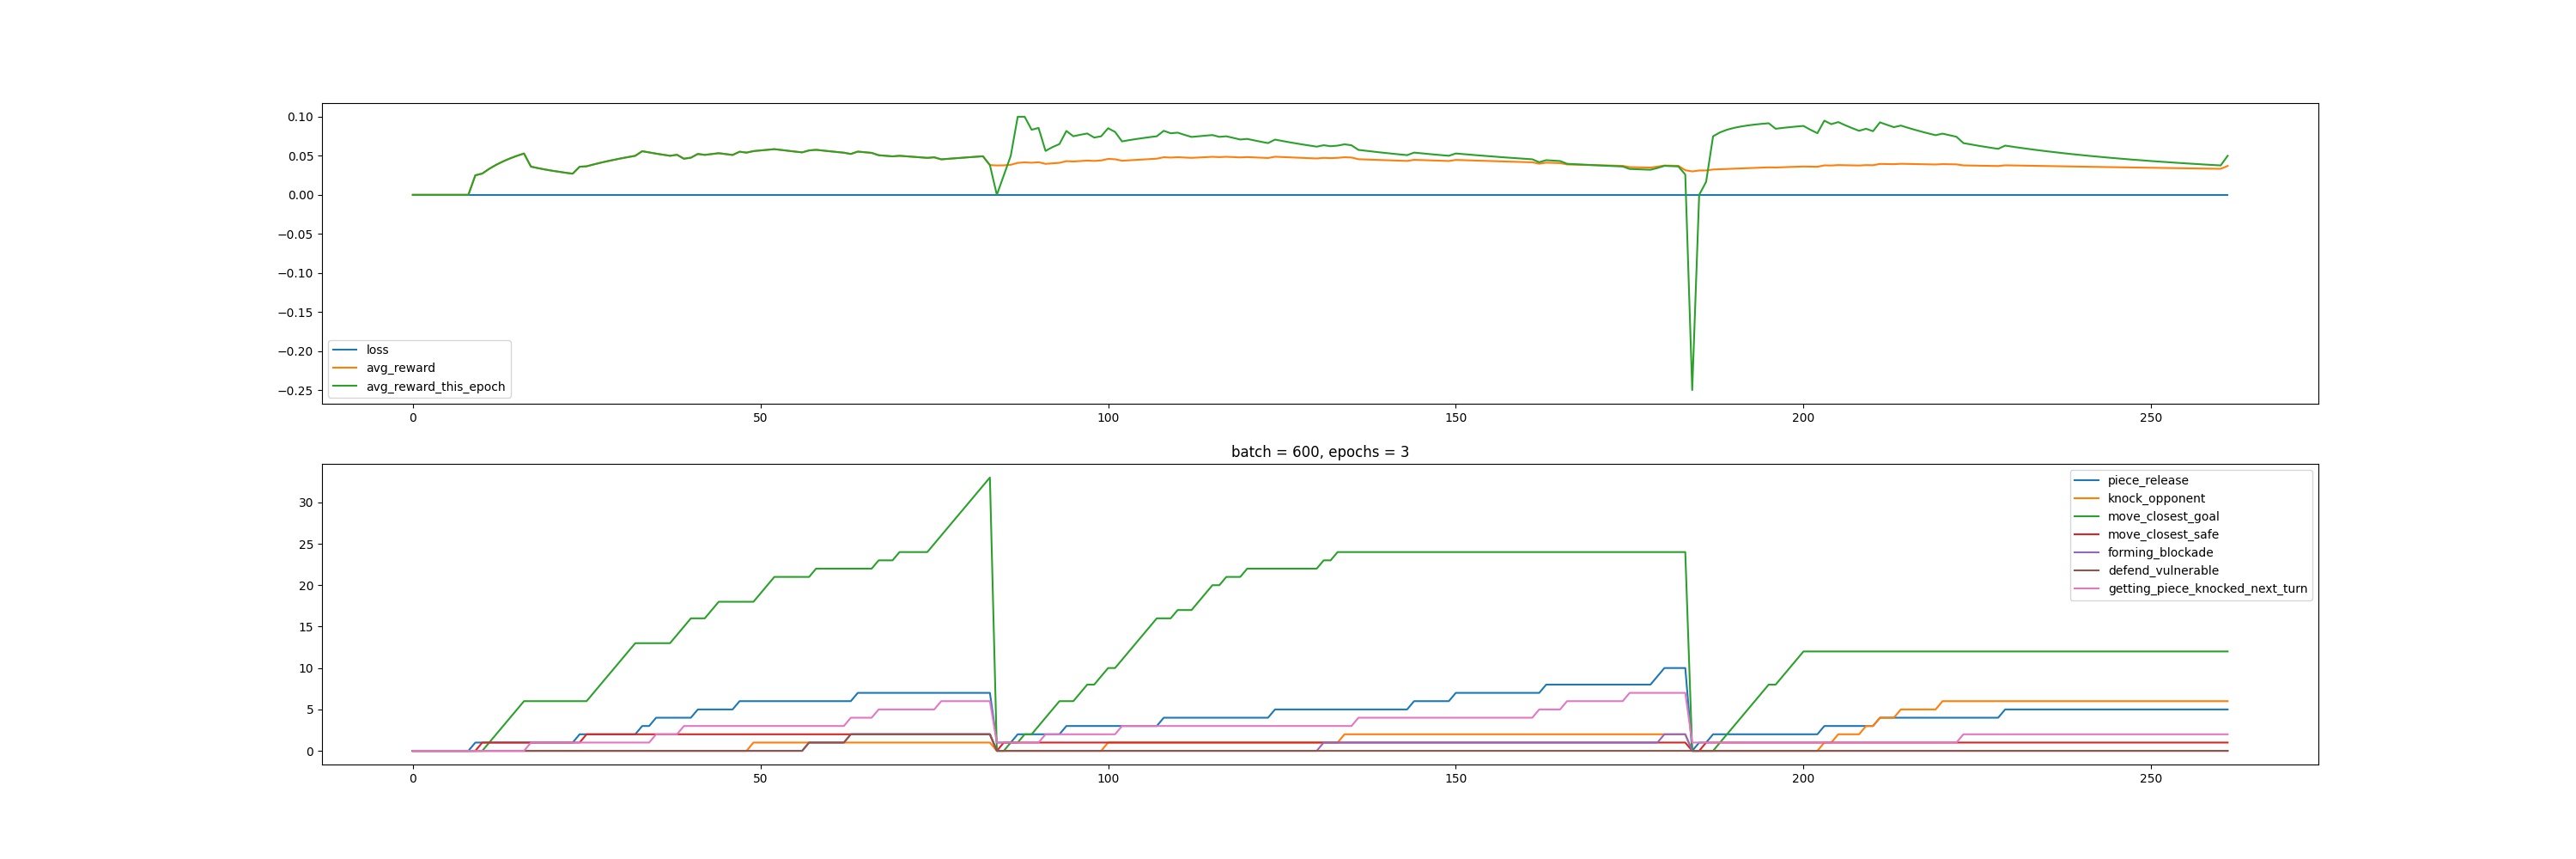 0.10
0.05
0.00
−0.05
−0.10
−0.15
−0.20
−0.25
loss
avg_reward
avg_reward_this_epoch
0 50 100 150 200 250
batch = 600, epochs = 3
30
25
20
15
10
5
0
piece_release
knock_opponent
move_closest_goal
move_closest_safe
forming_blockade
defend_vulnerable
getting_piece_knocked_next_turn
0 50 100 150 200 250